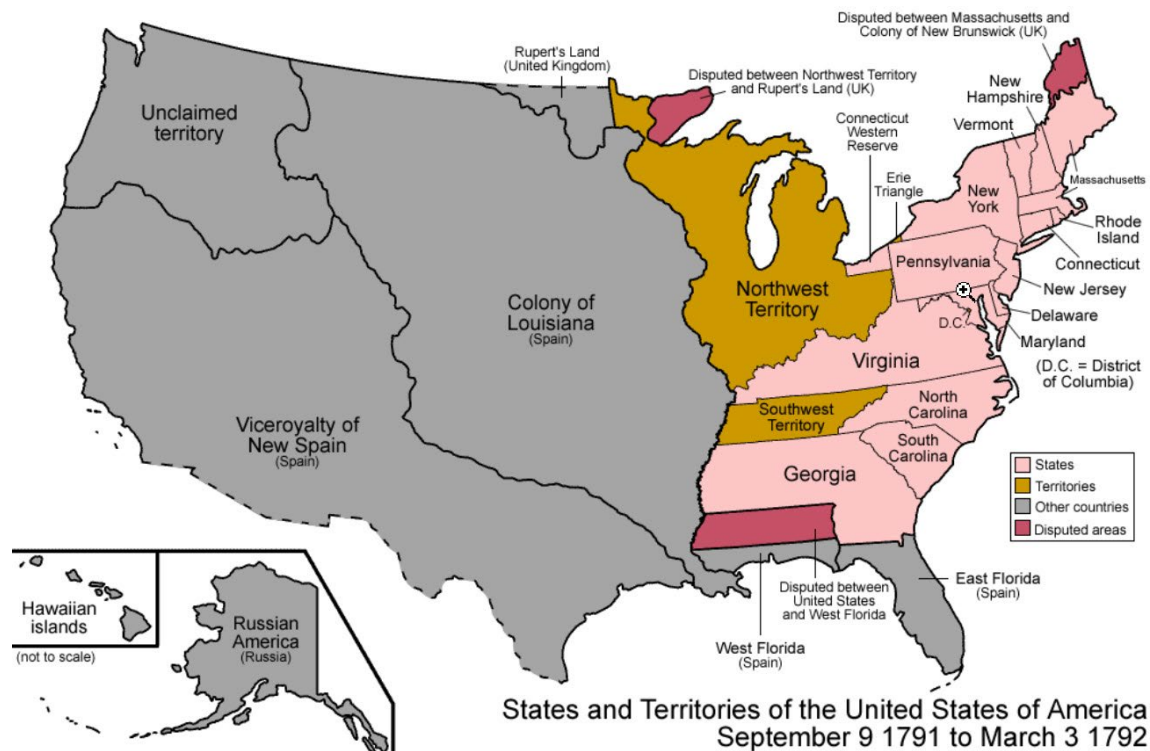 Disputed between Massachusetts and
Colony of New Brunswick (UK)
Rupert's Land
(United Kingdom)
Disputed between Northwest Territory
and Rupert's Land (UK)
New
Hampshire
Vermont
Unclaimed
territory
Connecticut
Western
Reserve
Erie
Triangle
Massachusetts
New
York
Rhode
Island
Pennsylvania
Connecticut
New Jersey
Northwest
Territory
Colony of
Louisiana
(Spain)
D.C.
Delaware
Maryland
(D.C. = District
of Columbia)
Virginia
Viceroyalty of
New Spain
(Spain)
Southwest
Territory
North
Carolina
South
Carolina
Georgia
States
Territories
Other countries
Disputed areas
East Florida
(Spain)
Disputed between
United States
and West Florida
West Florida
(Spain)
Hawaiian
islands
(not to scale)
Russian
America
(Russia)
States and Territories of the United States of America
September 9 1791 to March 3 1792